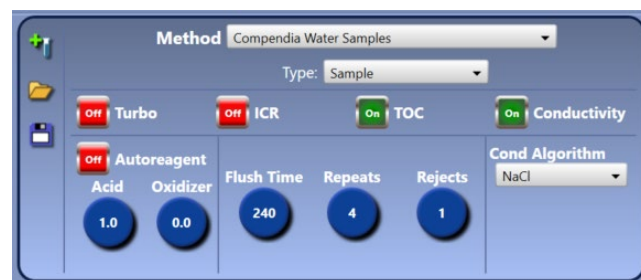 Method Compendia Water Samples
Type: Sample
Off Turbo Off ICR On TOC On Conductivity
Off Autoreagent
Cond Algorithm
Acid Oxidizer Flush Time Repeats Rejects
NaCl
1.0 0.0 240 4 1